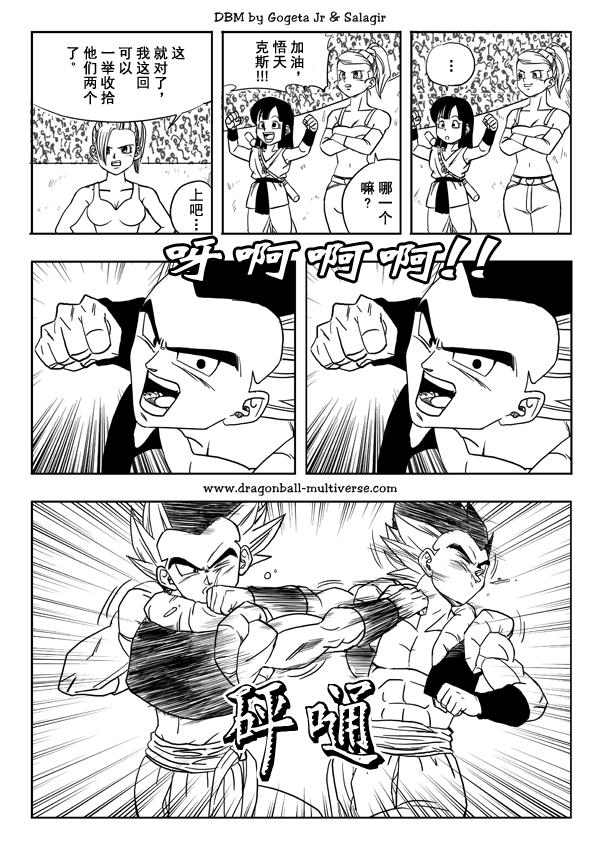 DBM by Gogeta Jr & Salagir
这
就对了，
我这回
可以
一举收拾
他们两个
了。
上吧…
加油，
悟天
克斯!!!
哪一个
嘛？
…
呀啊啊啊!!
www.dragonball-multiverse.com
砰嗵